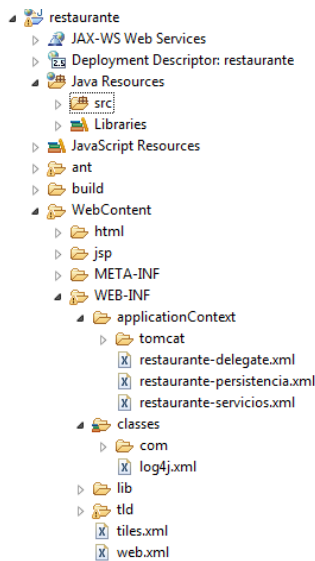 restaurante
JAX-WS Web Services
Deployment Descriptor: restaurante
Java Resources
src
Libraries
JavaScript Resources
ant
build
WebContent
html
jsp
META-INF
WEB-INF
applicationContext
tomcat
restaurante-delegate.xml
restaurante-persistencia.xml
restaurante-servicios.xml
classes
com
log4j.xml
lib
tld
tiles.xml
web.xml